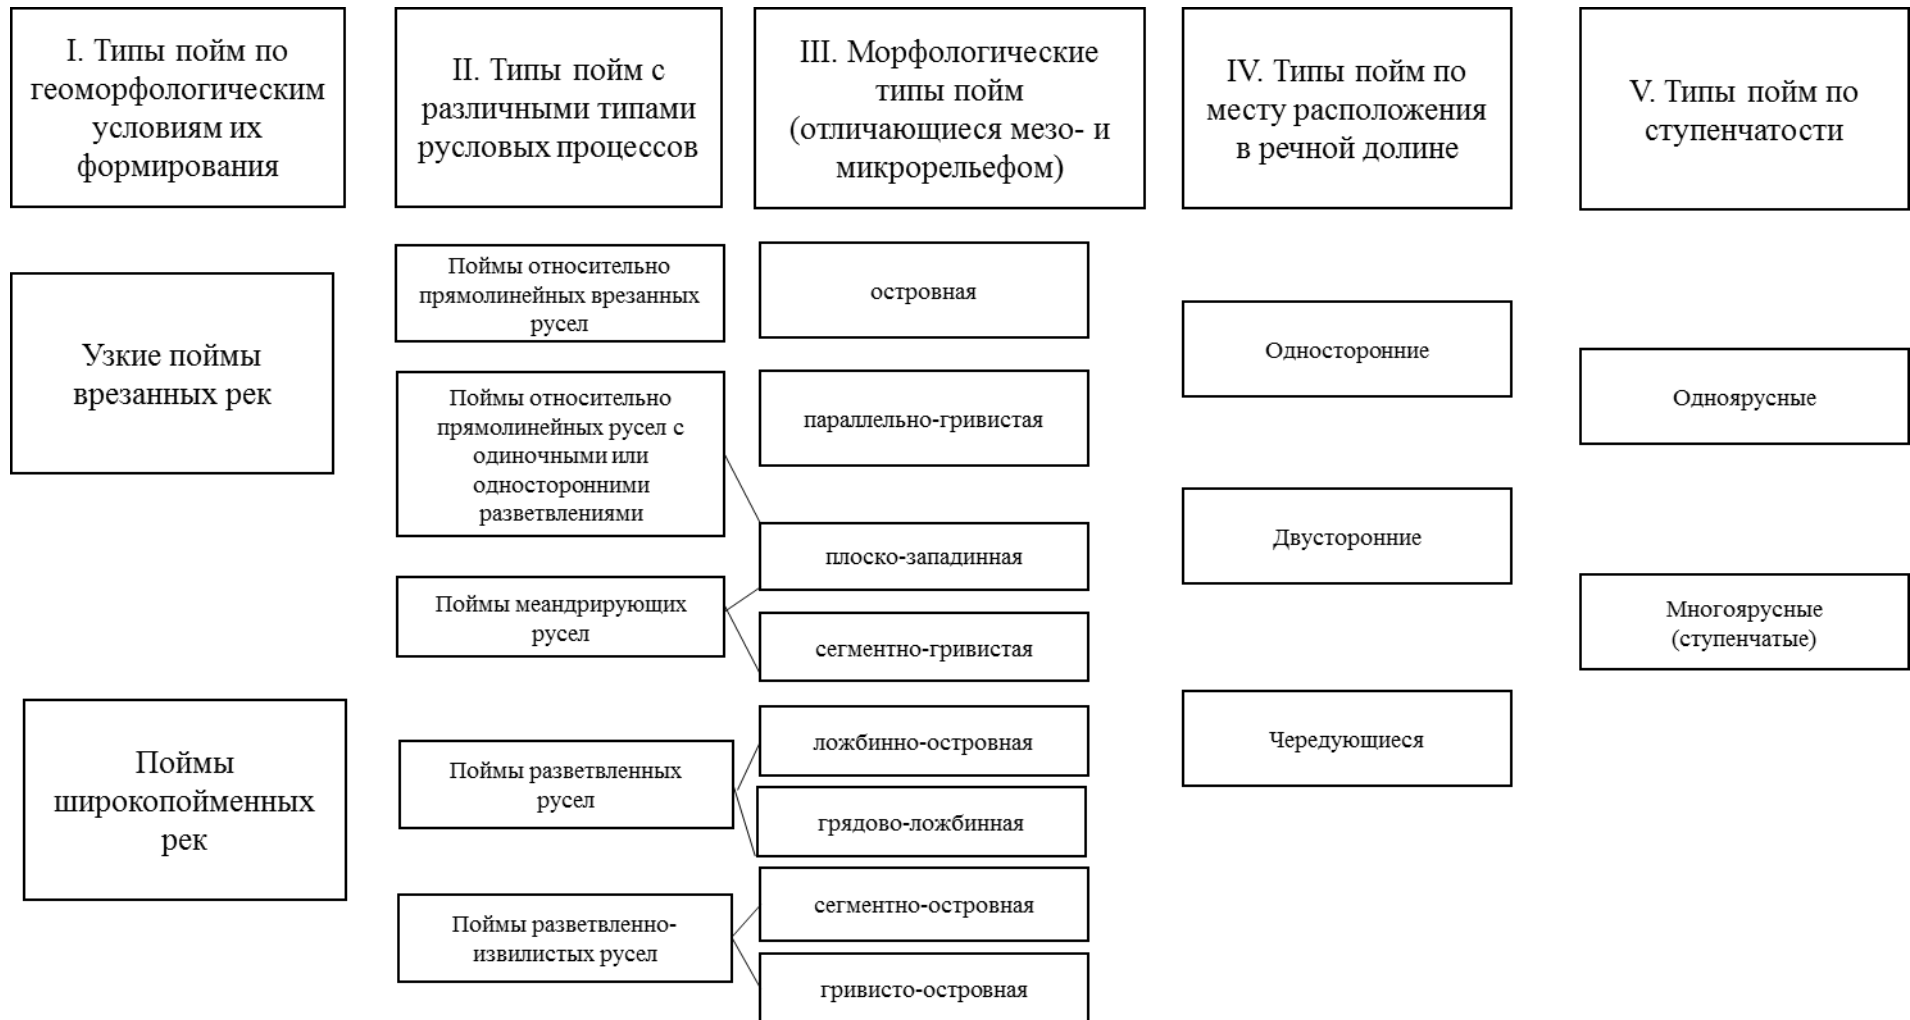 I. Типы пойм по
геоморфологическим
условиям их
формирования
II. Типы пойм с
различными типами
русловых процессов
III. Морфологические
типы пойм
(отличающиеся мезо- и
микрорельефом)
IV. Типы пойм по
месту расположения
в речной долине
V. Типы пойм по
ступенчатости
Узкие поймы
врезанных рек
Поймы
широкопойменных
рек
Поймы относительно
прямолинейных врезанных
русел
Поймы относительно
прямолинейных русел с
одиночными или
односторонними
разветвлениями
Поймы меандрирующих
русел
Поймы разветвленных
русел
Поймы разветвленно-
извилистых русел
островная
параллельно-гривистая
плоско-западинная
сегментно-гривистая
ложбинно-островная
грядово-ложбинная
сегментно-островная
гривисто-островная
Односторонние
Двусторонние
Чередующиеся
Одноярусные
Многоярусные
(ступенчатые)